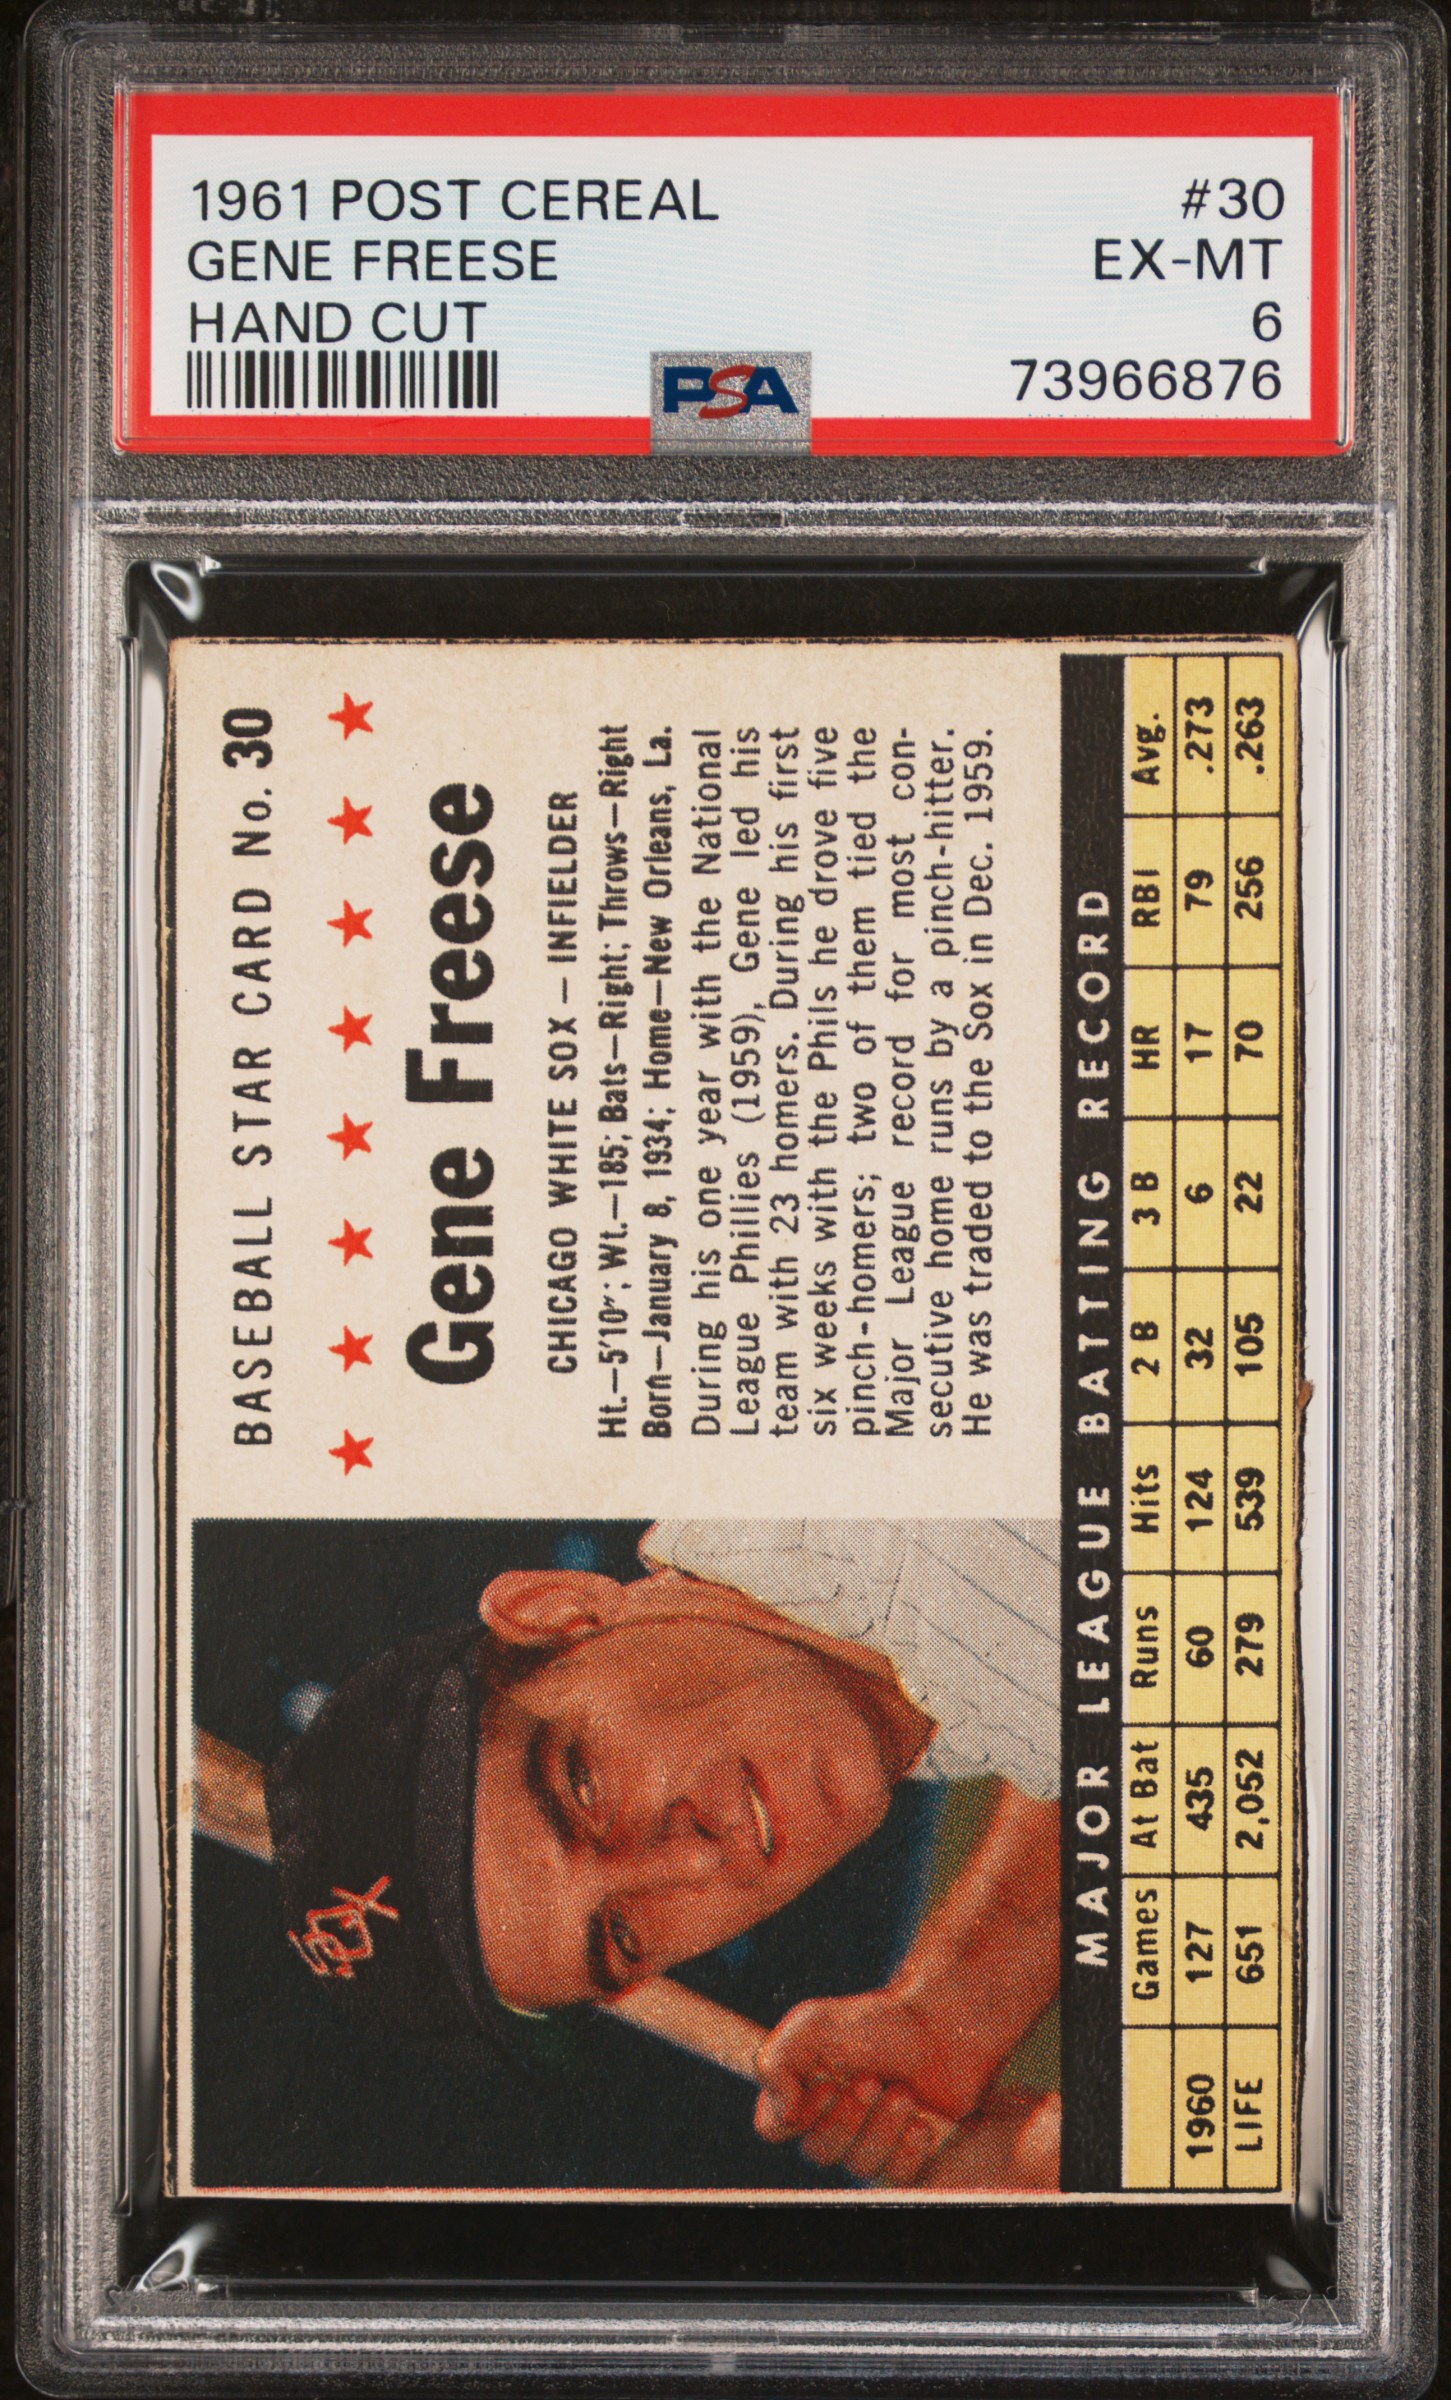 1961 POST CEREAL #30
GENE FREESE EX-MT
HAND CUT 6
PSA 73966876
BASEBALL STAR CARD No. 30
Gene Freese
CHICAGO WHITE SOX – INFIELDER
Ht.—5'10"; Wt.—185; Bats—Right; Throws—Right
Born—January 8, 1934; Home—New Orleans, La.
During his one year with the National
League Phillies (1959), Gene led his
team with 23 homers. During his first
six weeks with the Phils he drove five
pinch-homers; two of them tied the
Major League record for most con-
secutive home runs by a pinch-hitter.
He was traded to the Sox in Dec. 1959.
SOX
MAJOR LEAGUE BATTING RECORD
Games At Bat Runs Hits 2 B 3 B HR RBI Avg.
1960 127 435 60 124 32 6 17 79 .273
LIFE 651 2,052 279 539 105 22 70 256 .263
PSA